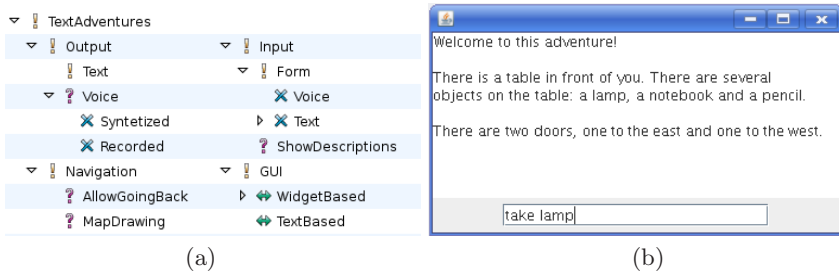 TextAdventures
Output
Text
Voice
Syntetized
Recorded
Navigation
AllowGoingBack
MapDrawing
Input
Form
Voice
Text
ShowDescriptions
GUI
WidgetBased
TextBased
(a)
Welcome to this adventure!
There is a table in front of you. There are several
objects on the table: a lamp, a notebook and a pencil.
There are two doors, one to the east and one to the west.
take lamp
(b)